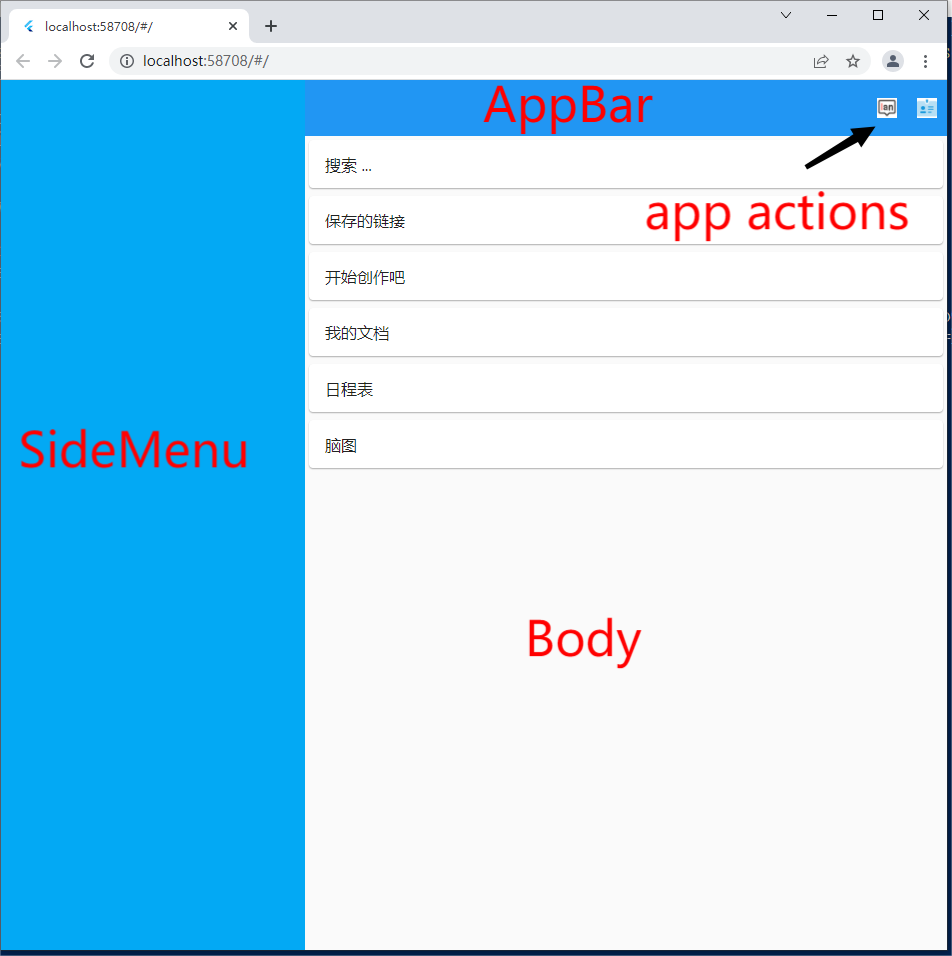 localhost:58708/#/
localhost:58708/#/
AppBar
an
搜索 ...
app actions
保存的链接
开始创作吧
我的文档
日程表
SideMenu
脑图
Body